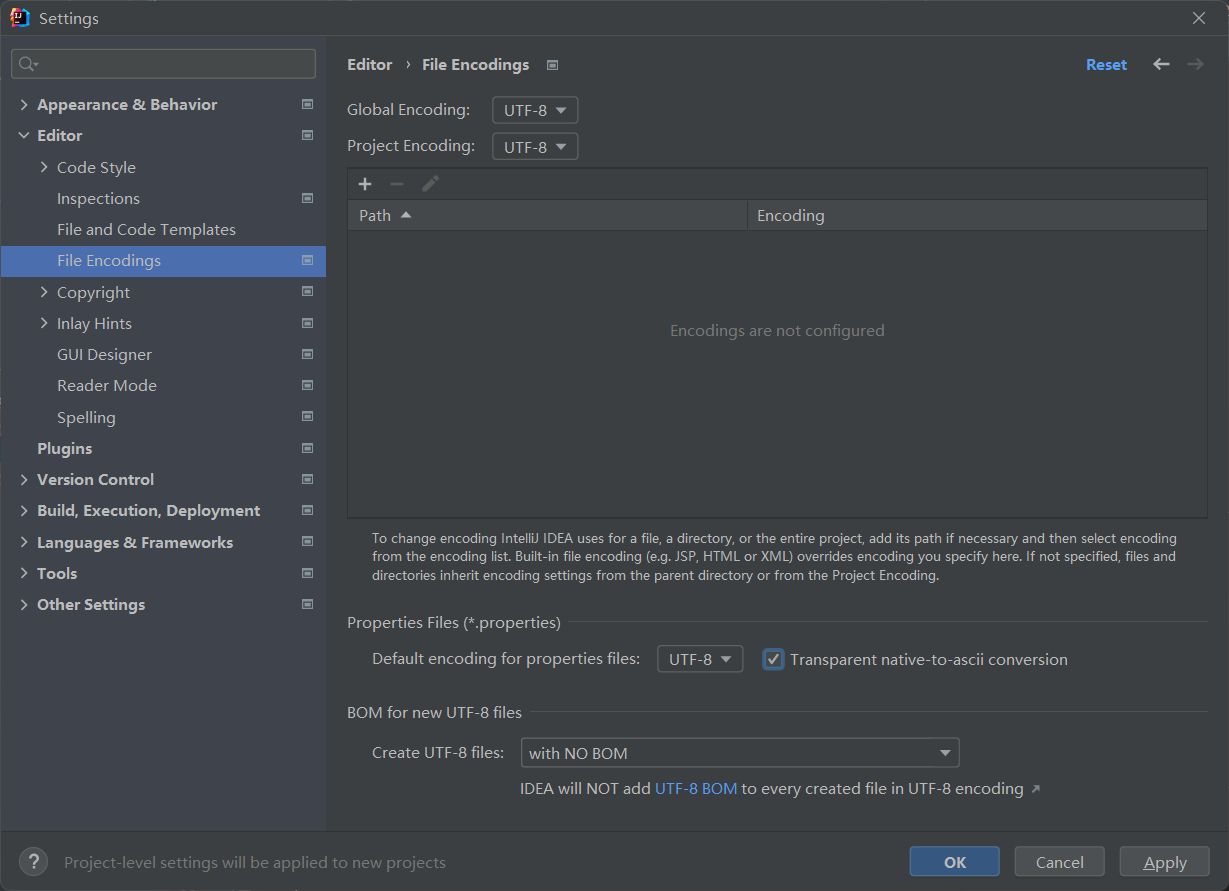 Settings
Editor › File Encodings
Reset
Appearance & Behavior
Editor
Code Style
Inspections
File and Code Templates
File Encodings
Copyright
Inlay Hints
GUI Designer
Reader Mode
Spelling
Plugins
Version Control
Build, Execution, Deployment
Languages & Frameworks
Tools
Other Settings
Global Encoding: UTF-8
Project Encoding: UTF-8
Path Encoding
Encodings are not configured
To change encoding IntelliJ IDEA uses for a file, a directory, or the entire project, add its path if necessary and then select encoding
from the encoding list. Built-in file encoding (e.g. JSP, HTML or XML) overrides encoding you specify here. If not specified, files and
directories inherit encoding settings from the parent directory or from the Project Encoding.
Properties Files (*.properties)
Default encoding for properties files: UTF-8 Transparent native-to-ascii conversion
BOM for new UTF-8 files
Create UTF-8 files: with NO BOM
IDEA will NOT add UTF-8 BOM to every created file in UTF-8 encoding ↗
? Project-level settings will be applied to new projects
OK Cancel Apply